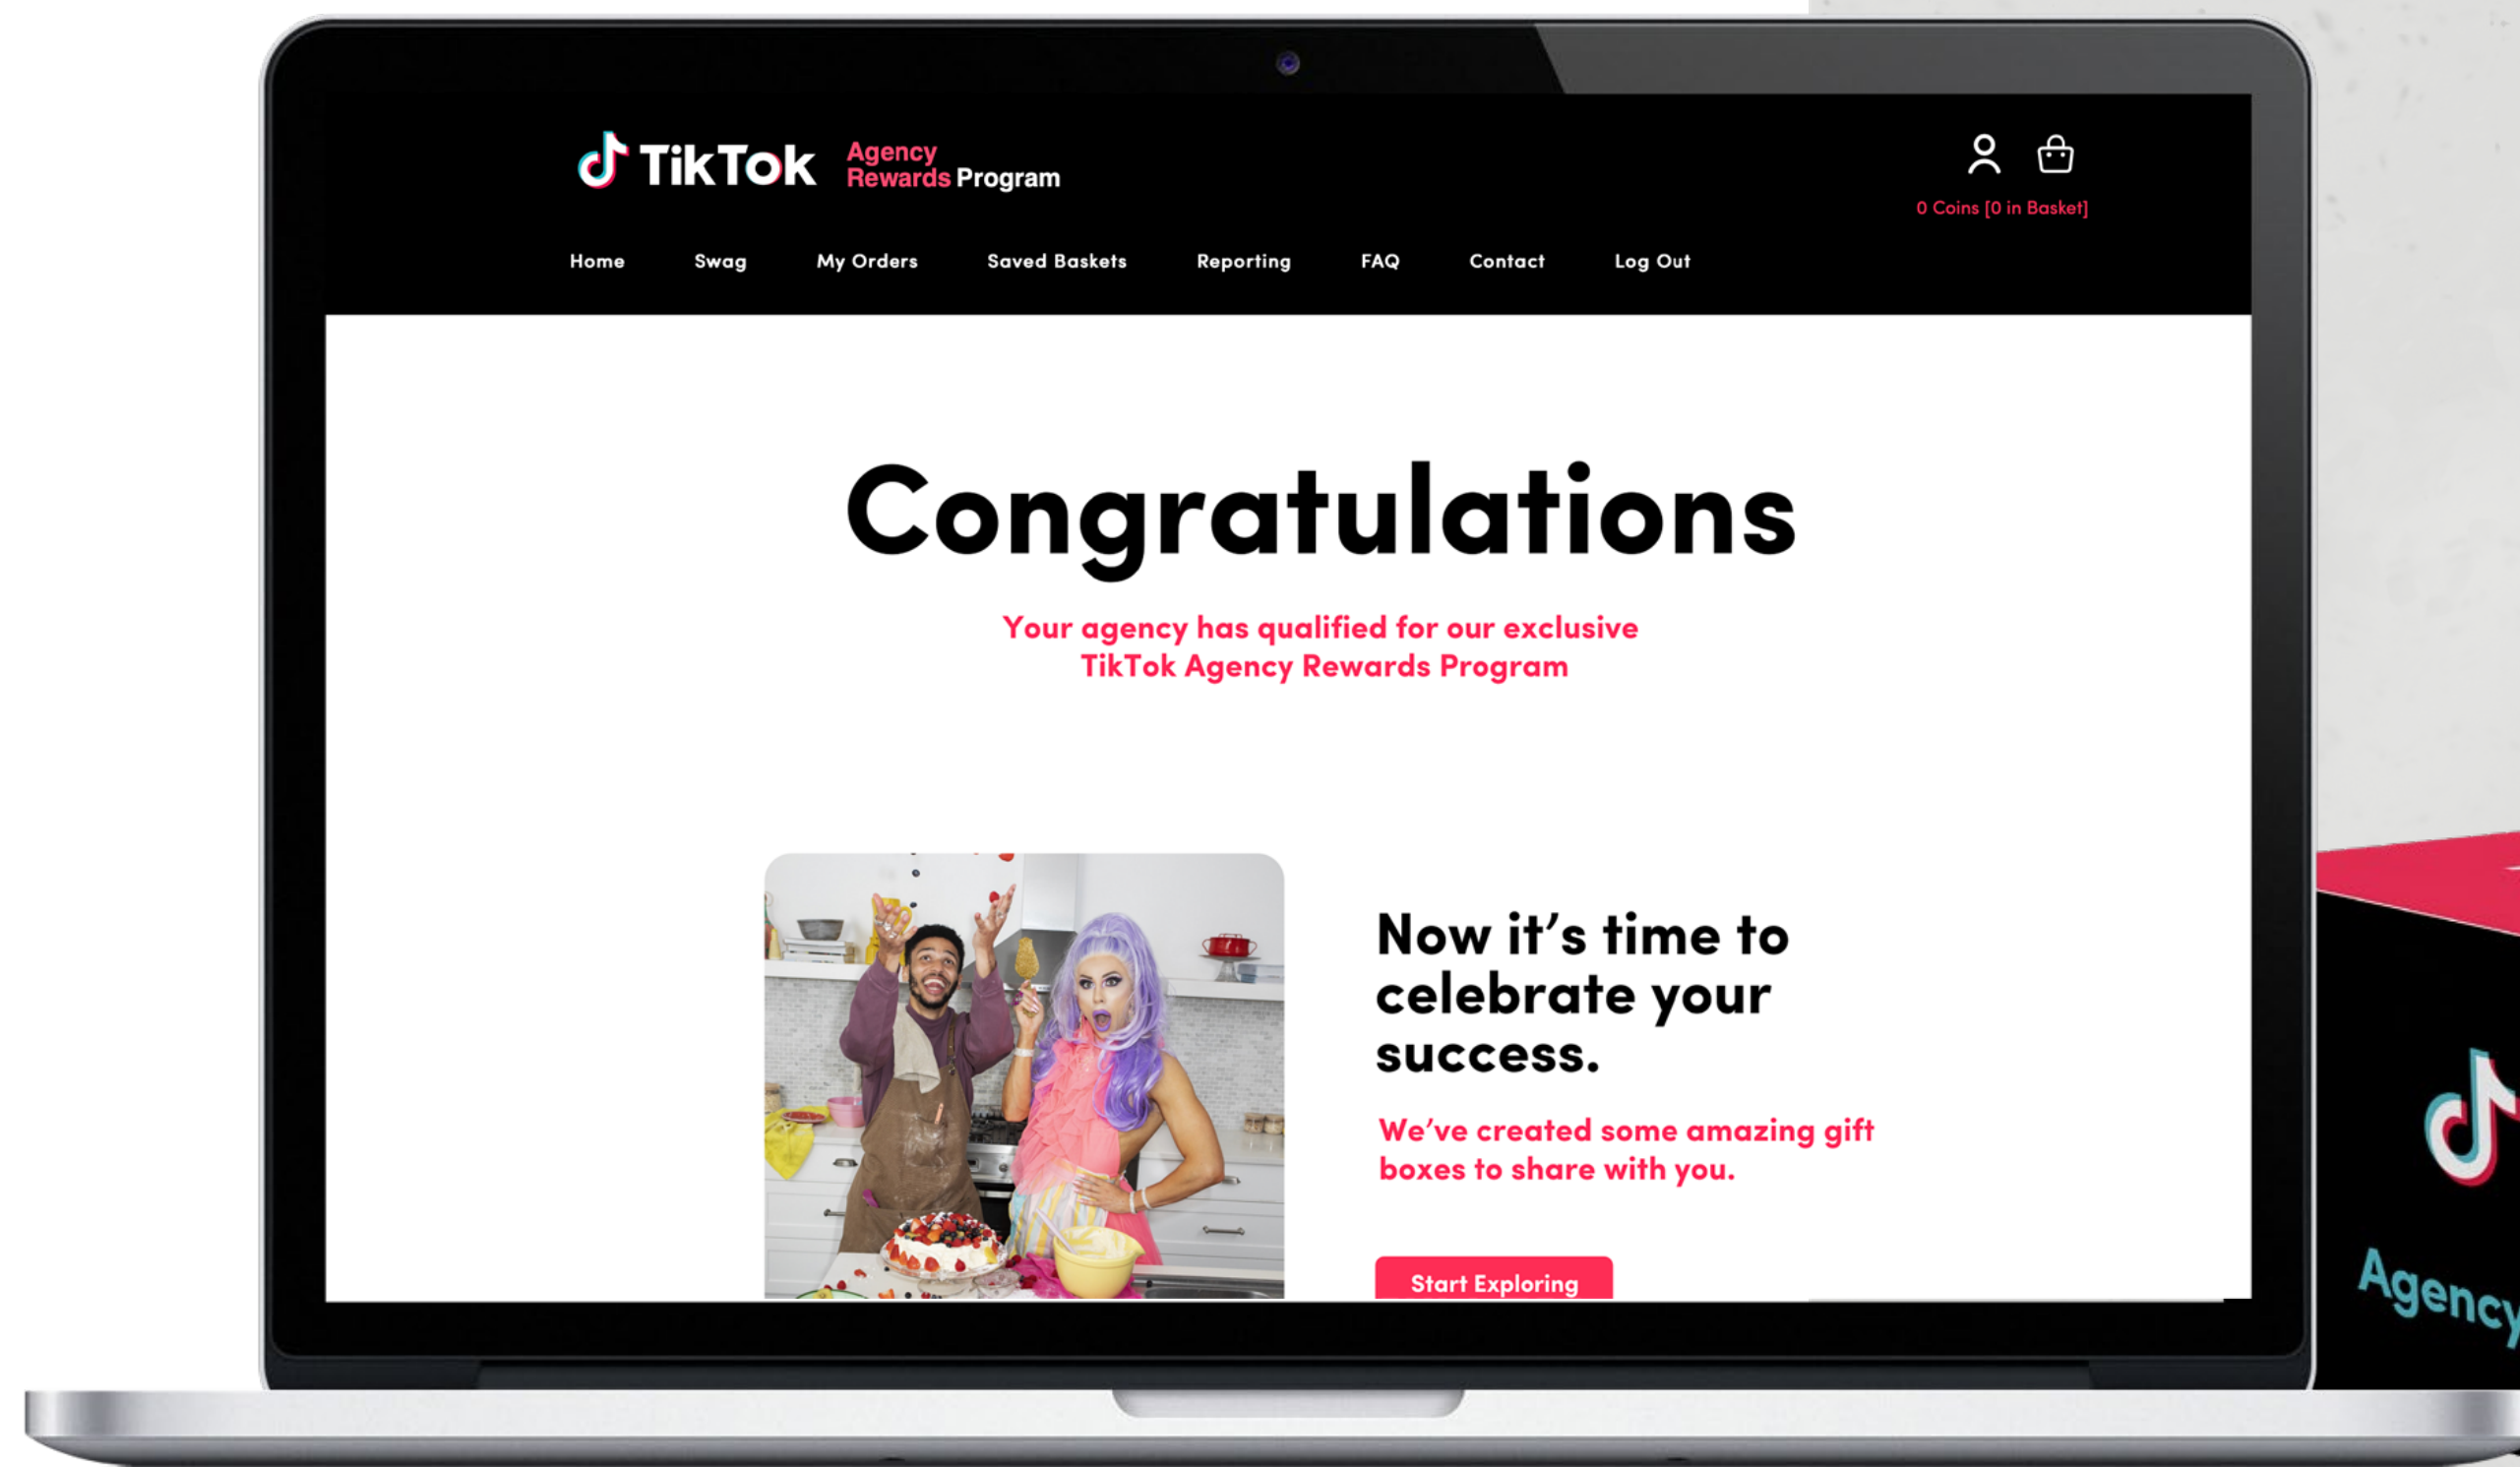 TikTok
Agency
Rewards Program
0 Coins [0 in Basket]
Home Swag My Orders Saved Baskets Reporting FAQ Contact Log Out
Congratulations
Your agency has qualified for our exclusive
TikTok Agency Rewards Program
Now it’s time to
celebrate your
success.
We’ve created some amazing gift
boxes to share with you.
Start Exploring
Agency